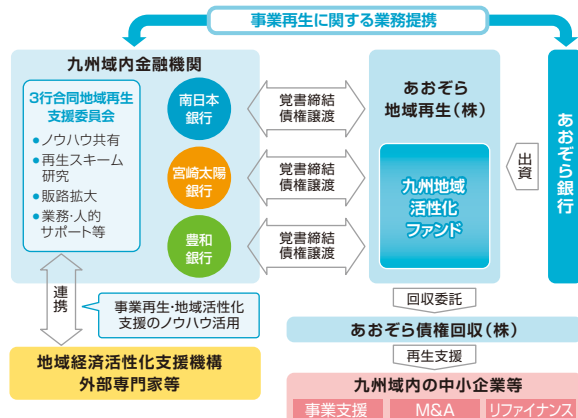 事業再生に関する業務提携
九州域内金融機関
3行合同地域再生
支援委員会
●ノウハウ共有
●再生スキーム
研究
●販路拡大
●業務・人的
サポート等
南日本
銀行
宮崎太陽
銀行
豊和
銀行
覚書締結
債権譲渡
覚書締結
債権譲渡
覚書締結
債権譲渡
あおぞら
地域再生(株)
九州地域
活性化
ファンド
出資
あおぞら銀行
連携
事業再生・地域活性化
支援のノウハウ活用
地域経済活性化支援機構
外部専門家等
回収委託
あおぞら債権回収(株)
再生支援
九州域内の中小企業等
事業支援
M&A
リファイナンス